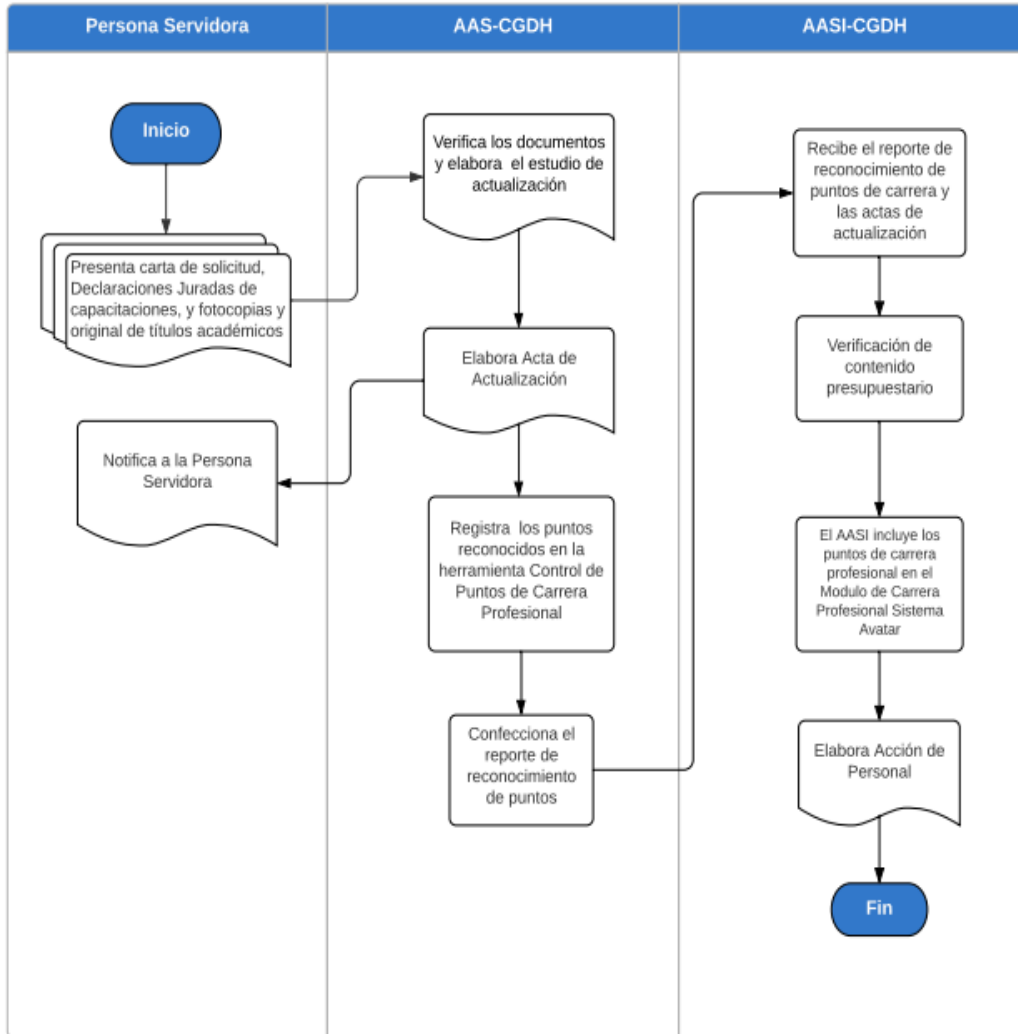 Persona Servidora
AAS-CGDH
AASI-CGDH
Inicio
Presenta carta de solicitud,
Declaraciones Juradas de
capacitaciones, y fotocopias y
original de títulos académicos
Notifica a la Persona
Servidora
Verifica los documentos
y elabora el estudio de
actualización
Elabora Acta de
Actualización
Registra los puntos
reconocidos en la
herramienta Control de
Puntos de Carrera
Profesional
Confecciona el
reporte de
reconocimiento
de puntos
Recibe el reporte de
reconocimiento de
puntos de carrera y
las actas de
actualización
Verificación de
contenido
presupuestario
El AASI incluye los
puntos de carrera
profesional en el
Modulo de Carrera
Profesional Sistema
Avatar
Elabora Acción de
Personal
Fin